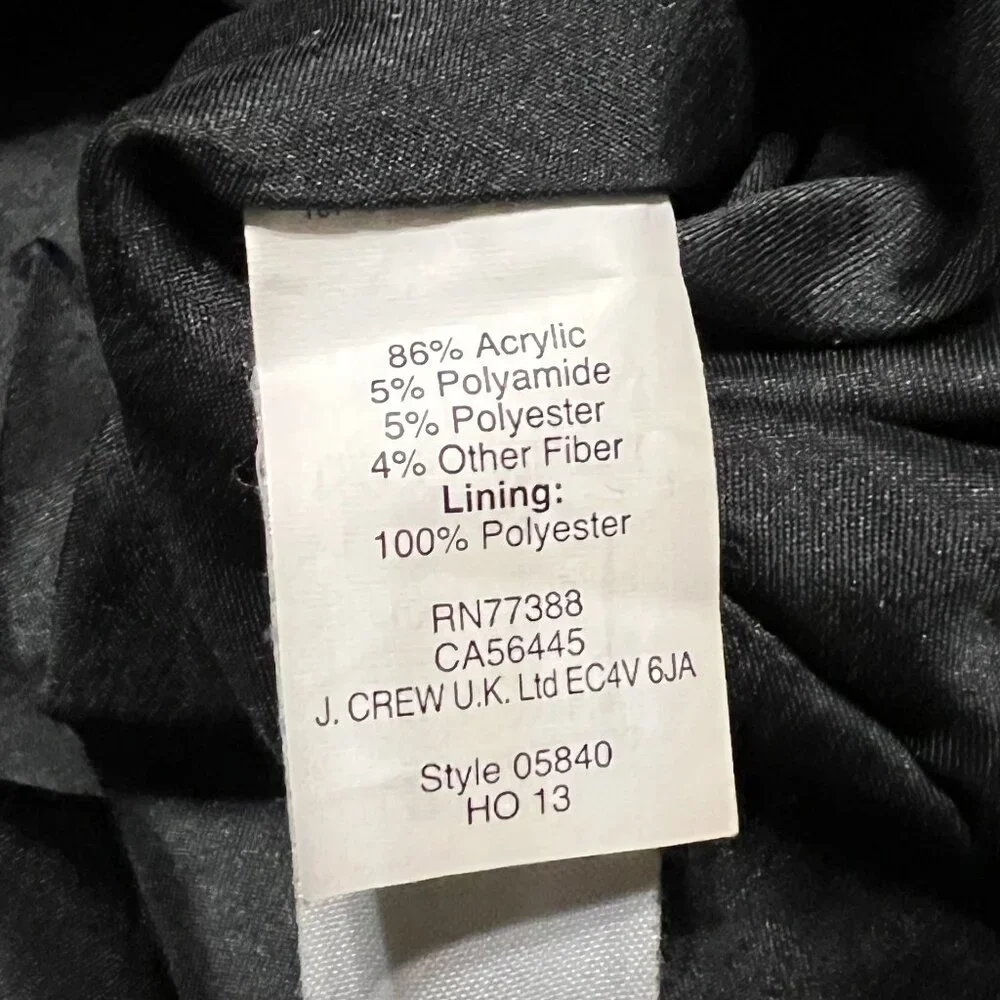 86% Acrylic
5% Polyamide
5% Polyester
4% Other Fiber
Lining:
100% Polyester
RN77388
CA56445
J. CREW U.K. Ltd EC4V 6JA
Style 05840
HO 13